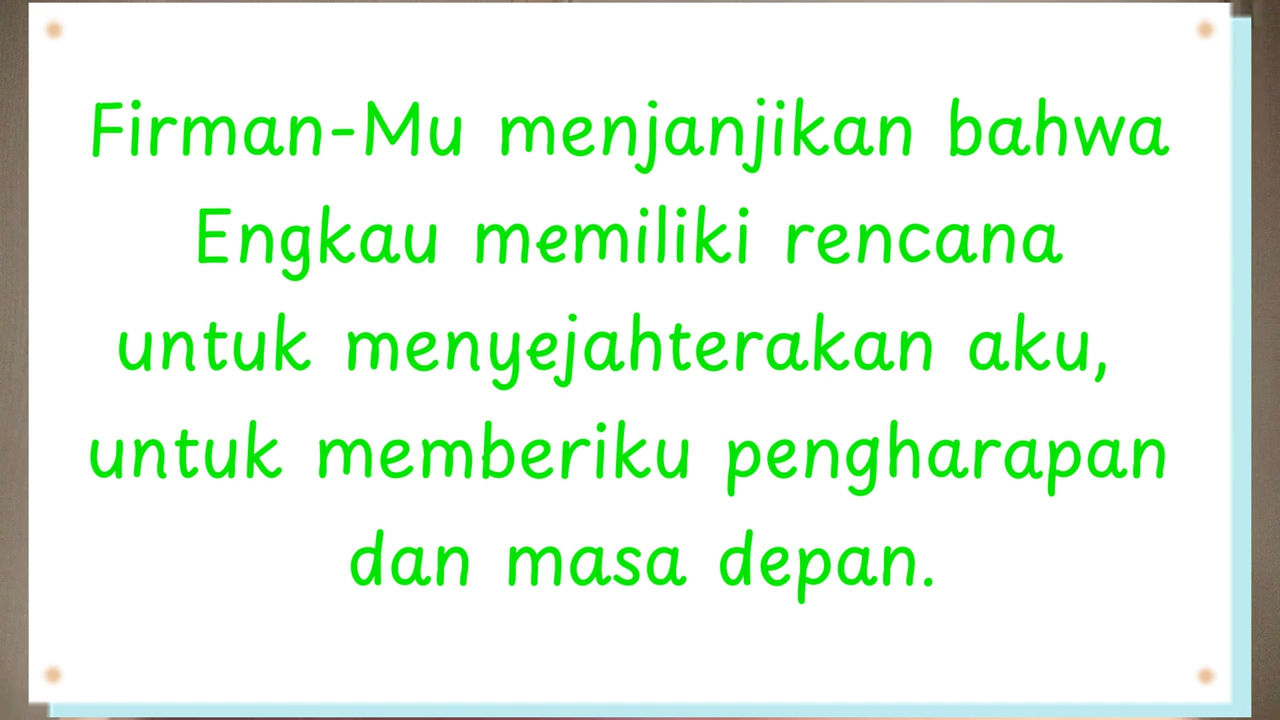 Firman-Mu menjanjikan bahwa
Engkau memiliki rencana
untuk menyejahterakan aku,
untuk memberiku pengharapan
dan masa depan.